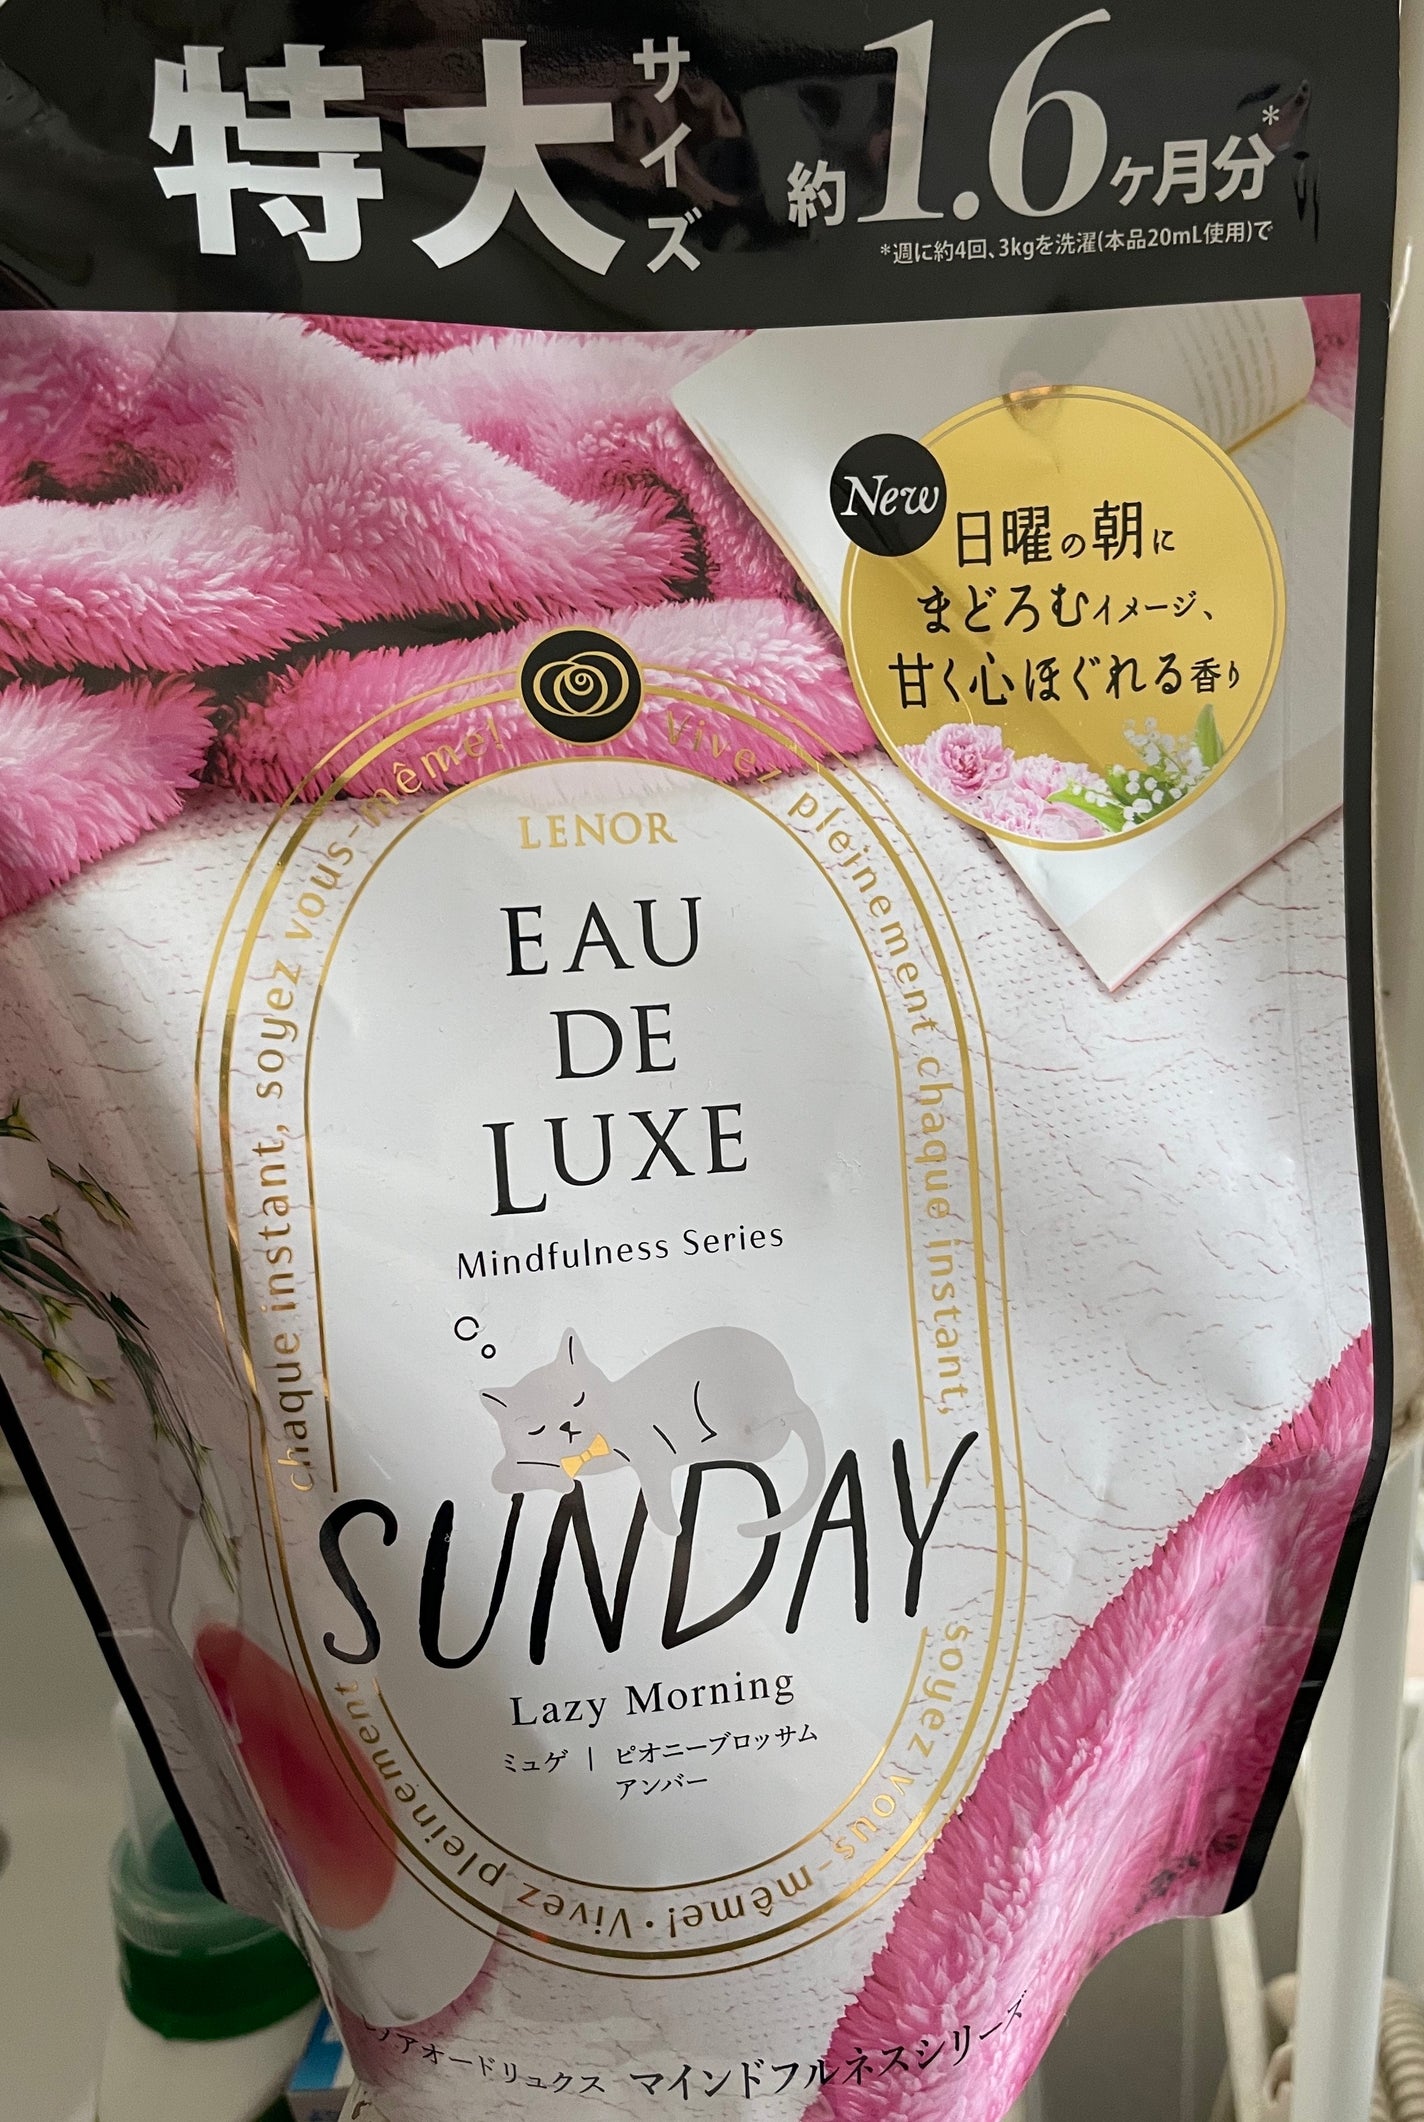 特大サイズ
約1.6ヶ月分*
*週に約4回、3kgを洗濯(本品20mL使用)で
New
日曜の朝に
まどろむイメージ、
甘く心ほぐれる香り
LENOR
EAU
DE
LUXE
Mindfulness Series
SUNDAY
Lazy Morning
ミュゲ | ピオニーブロッサム
アンバー
Vivez pleinement chaque instant, soyez vous-même! • Vivez pleinement chaque instant, soyez vous-même!
ノアオードリュクス マインドフルネスシリーズ